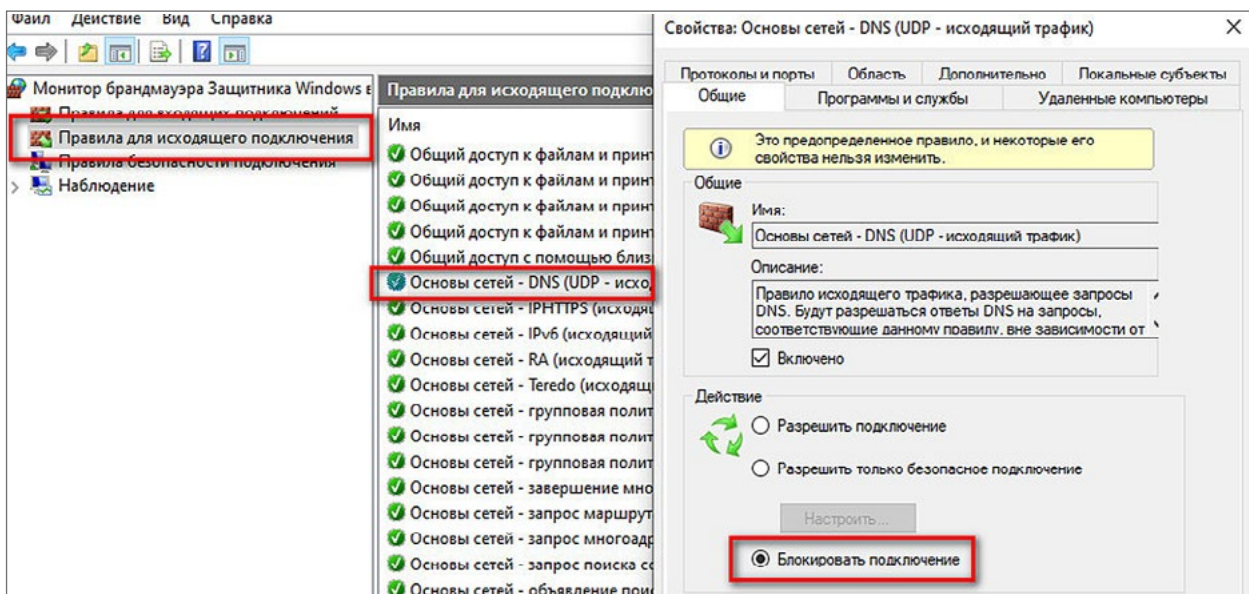 Файл Действие Вид Справка
Монитор брандмауэра Защитника Windows в
Правила для входящих подключений
Правила для исходящего подключения
Правила безопасности подключения
Наблюдение
Правила для исходящего подклю
Имя
Общий доступ к файлам и принт
Общий доступ к файлам и принт
Общий доступ к файлам и принт
Общий доступ к файлам и принт
Общий доступ с помощью близ
Основы сетей - DNS (UDP - исхо
Основы сетей - IPHTTPS (исходящ
Основы сетей - IPv6 (исходящий
Основы сетей - RA (исходящий т
Основы сетей - Teredo (исходящ
Основы сетей - групповая полит
Основы сетей - групповая полит
Основы сетей - групповая полит
Основы сетей - завершение мно
Основы сетей - запрос маршрут
Основы сетей - запрос многоадр
Основы сетей - запрос поиска со
Основы сетей - объявление поис
Свойства: Основы сетей - DNS (UDP - исходящий трафик)
Протоколы и порты Область Дополнительно Локальные субъекты
Общие Программы и службы Удаленные компьютеры
Это предопределенное правило, и некоторые его
свойства нельзя изменить.
Общие
Имя:
Основы сетей - DNS (UDP - исходящий трафик)
Описание:
Правило исходящего трафика, разрешающее запросы
DNS. Будут разрешаться ответы DNS на запросы,
соответствующие данному правилу, вне зависимости от
Включено
Действие
Разрешить подключение
Разрешить только безопасное подключение
Настроить...
Блокировать подключение